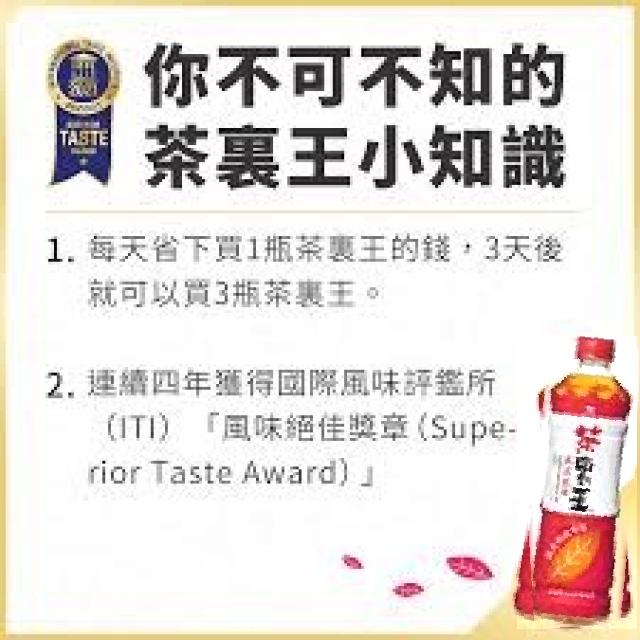 TASTE
你不可不知的
茶裏王小知識
1. 每天省下買1瓶茶裏王的錢，3天後
就可以買3瓶茶裏王。
2. 連續四年獲得國際風味評鑑所
（ITI）「風味絕佳獎章（Supe-
rior Taste Award）」
茶
裏
王